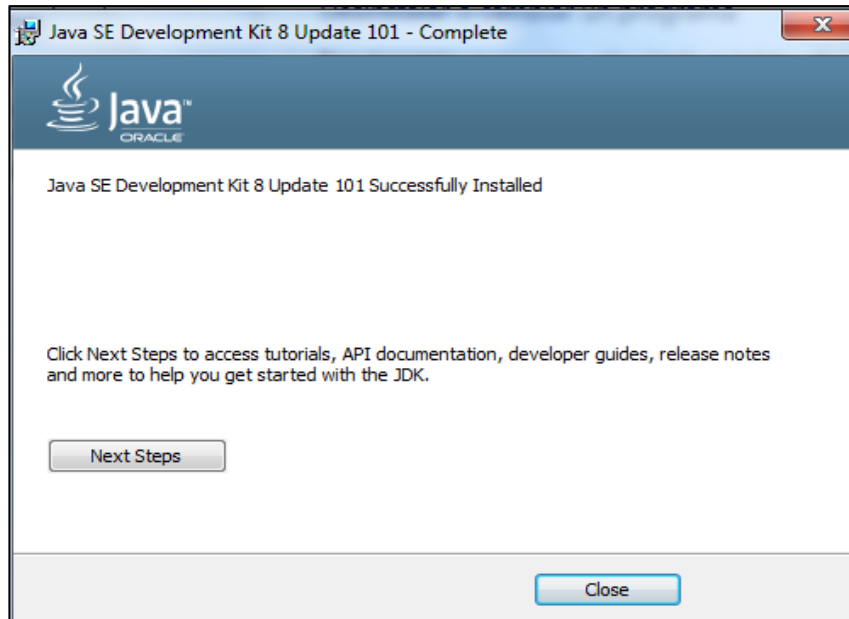 Java SE Development Kit 8 Update 101 - Complete
Java™
ORACLE
Java SE Development Kit 8 Update 101 Successfully Installed
Click Next Steps to access tutorials, API documentation, developer guides, release notes
and more to help you get started with the JDK.
Next Steps
Close